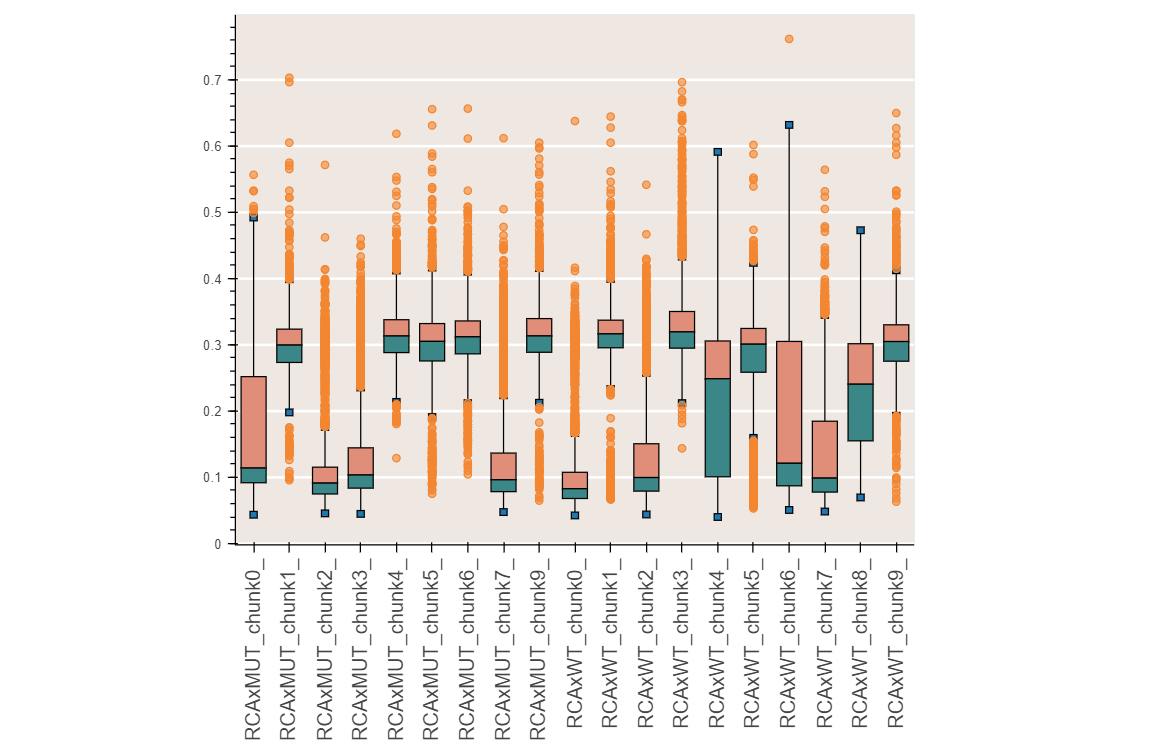 0.7
0.6
0.5
0.4
0.3
0.2
0.1
0
RCAxMUT_chunk0_
RCAxMUT_chunk1_
RCAxMUT_chunk2_
RCAxMUT_chunk3_
RCAxMUT_chunk4_
RCAxMUT_chunk5_
RCAxMUT_chunk6_
RCAxMUT_chunk7_
RCAxMUT_chunk9_
RCAxWT_chunk0_
RCAxWT_chunk1_
RCAxWT_chunk2_
RCAxWT_chunk3_
RCAxWT_chunk4_
RCAxWT_chunk5_
RCAxWT_chunk6_
RCAxWT_chunk7_
RCAxWT_chunk8_
RCAxWT_chunk9_